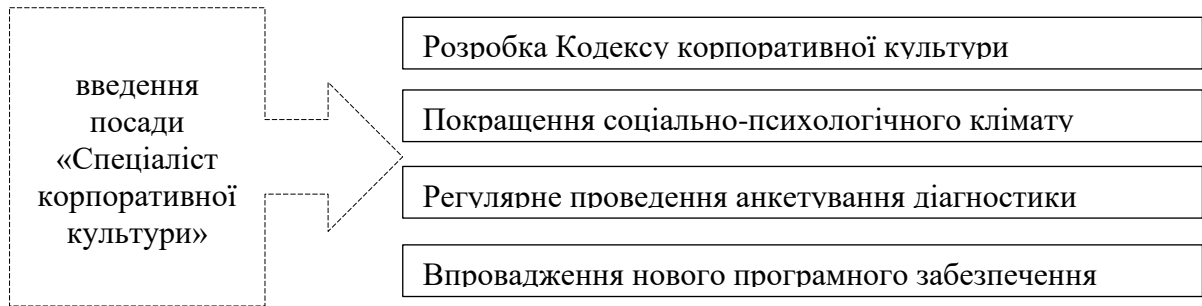 введення
посади
«Спеціаліст
корпоративної
культури»
Розробка Кодексу корпоративної культури
Покращення соціально-психологічного клімату
Регулярне проведення анкетування діагностики
Впровадження нового програмного забезпечення